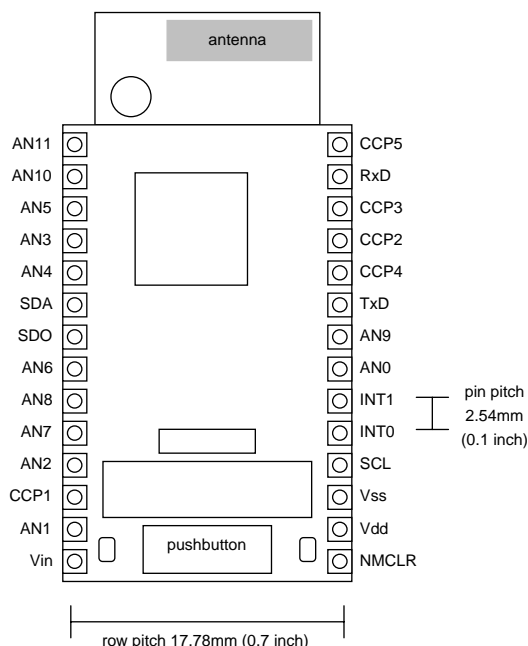 antenna
AN11
CCP5
AN10
RxD
AN5
CCP3
AN3
CCP2
AN4
CCP4
SDA
TxD
SDO
AN9
AN6
AN0
AN8
INT1
AN7
INT0
pin pitch
2.54mm
(0.1 inch)
AN2
SCL
CCP1
Vss
AN1
Vdd
Vin
pushbutton
NMCLR
row pitch 17.78mm (0.7 inch)